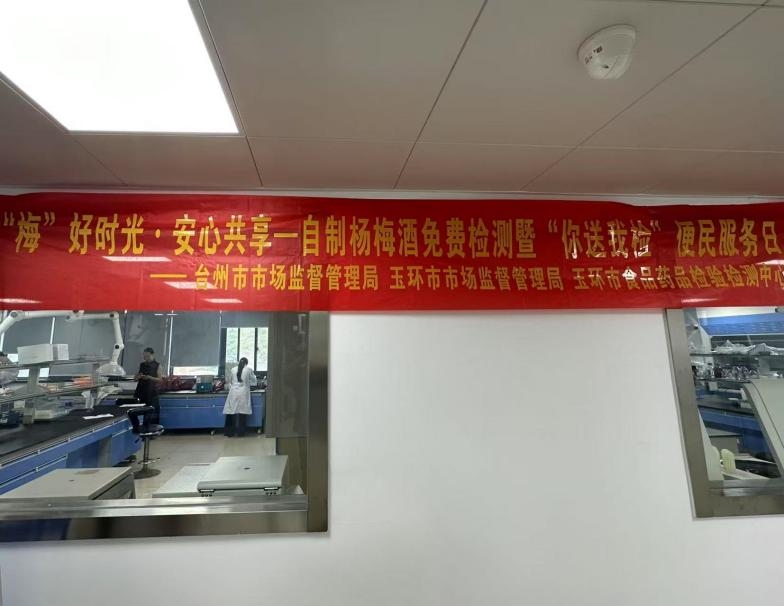 “梅”好时光·安心共享—自制杨梅酒免费检测暨“你送我检”便民服务日
——台州市市场监督管理局 玉环市市场监督管理局 玉环市食品药品检验检测中